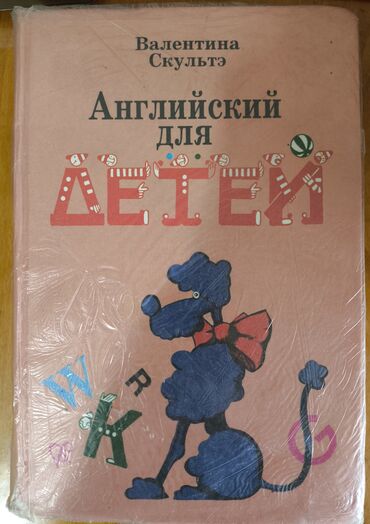 Валентина
Скультэ
Английский
для
ДЕТЕЙ
W
R
K
G